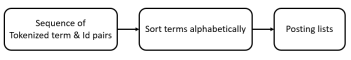 Sequence of
Tokenized term & Id pairs
Sort terms alphabetically
Posting lists